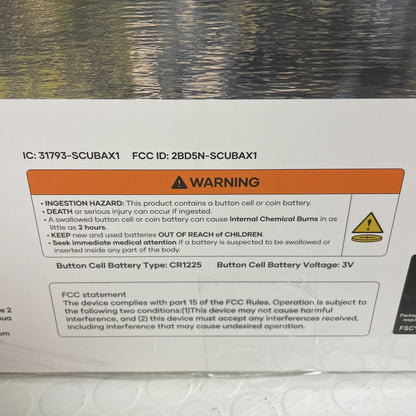 IC: 31793-SCUBAX1 FCC ID: 2BD5N-SCUBAX1
WARNING
• INGESTION HAZARD: This product contains a button cell or coin battery.
• DEATH or serious injury can occur if ingested.
• A swallowed button cell or coin battery can cause Internal Chemical Burns in as
little as 2 hours.
• KEEP new and used batteries OUT OF REACH of CHILDREN.
• Seek immediate medical attention if a battery is suspected to be swallowed or
inserted inside any part of the body.
Button Cell Battery Type: CR1225 Button Cell Battery Voltage: 3V
FCC statement
The device complies with part 15 of the FCC Rules. Operation is subject to
the following two conditions:(1)This device may not cause harmful
interference, and (2) this device must accept any interferences received,
including interference that may cause undesired operation.
2
om
Packa
respo
FSC